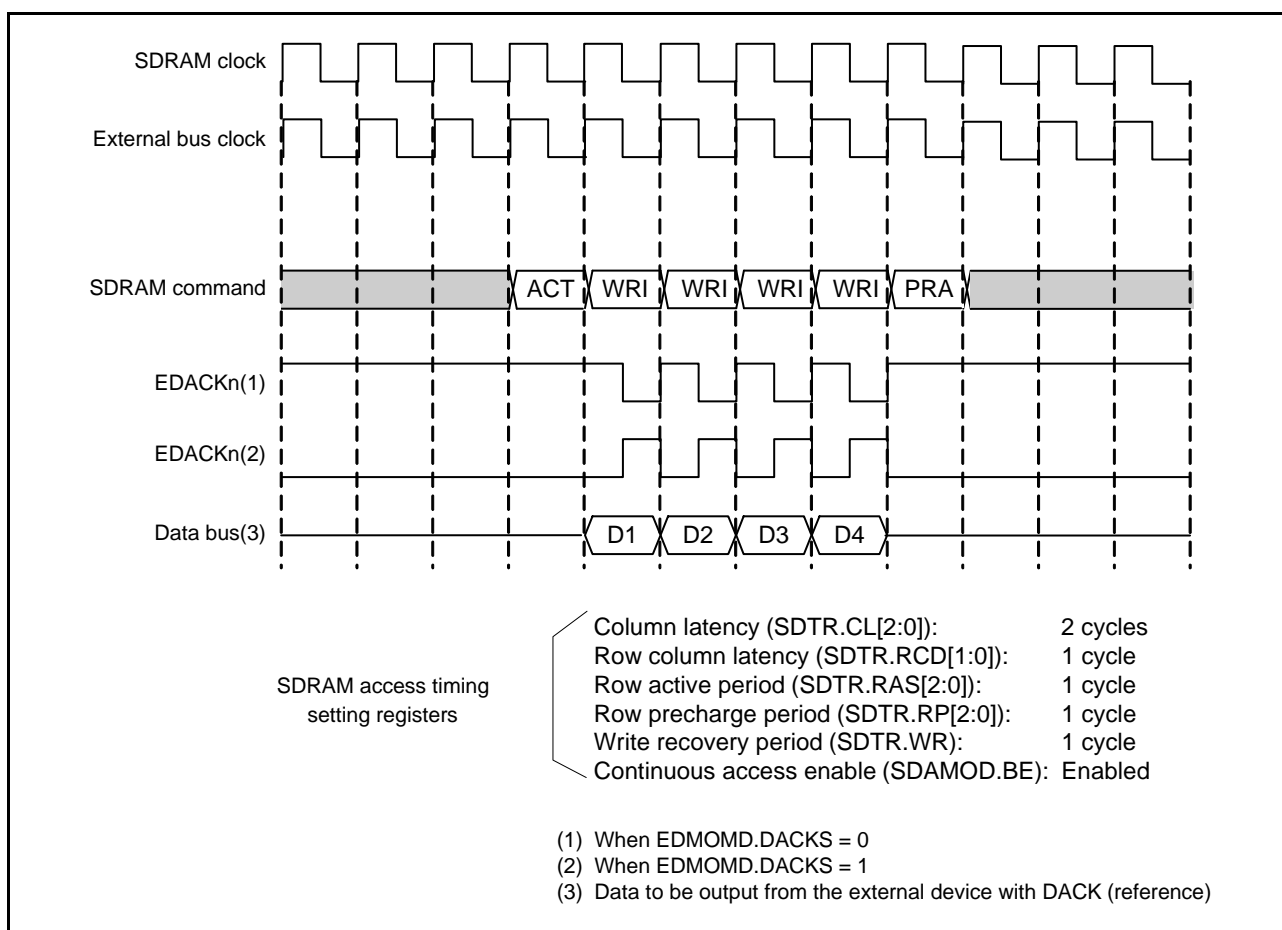 SDRAM clock
External bus clock
SDRAM command
ACT WRI WRI WRI WRI PRA
EDACKn(1)
EDACKn(2)
Data bus(3)
D1 D2 D3 D4
SDRAM access timing
setting registers
Column latency (SDTR.CL[2:0]): 2 cycles
Row column latency (SDTR.RCD[1:0]): 1 cycle
Row active period (SDTR.RAS[2:0]): 1 cycle
Row precharge period (SDTR.RP[2:0]): 1 cycle
Write recovery period (SDTR.WR): 1 cycle
Continuous access enable (SDAMOD.BE): Enabled
(1) When EDMOMD.DACKS = 0
(2) When EDMOMD.DACKS = 1
(3) Data to be output from the external device with DACK (reference)